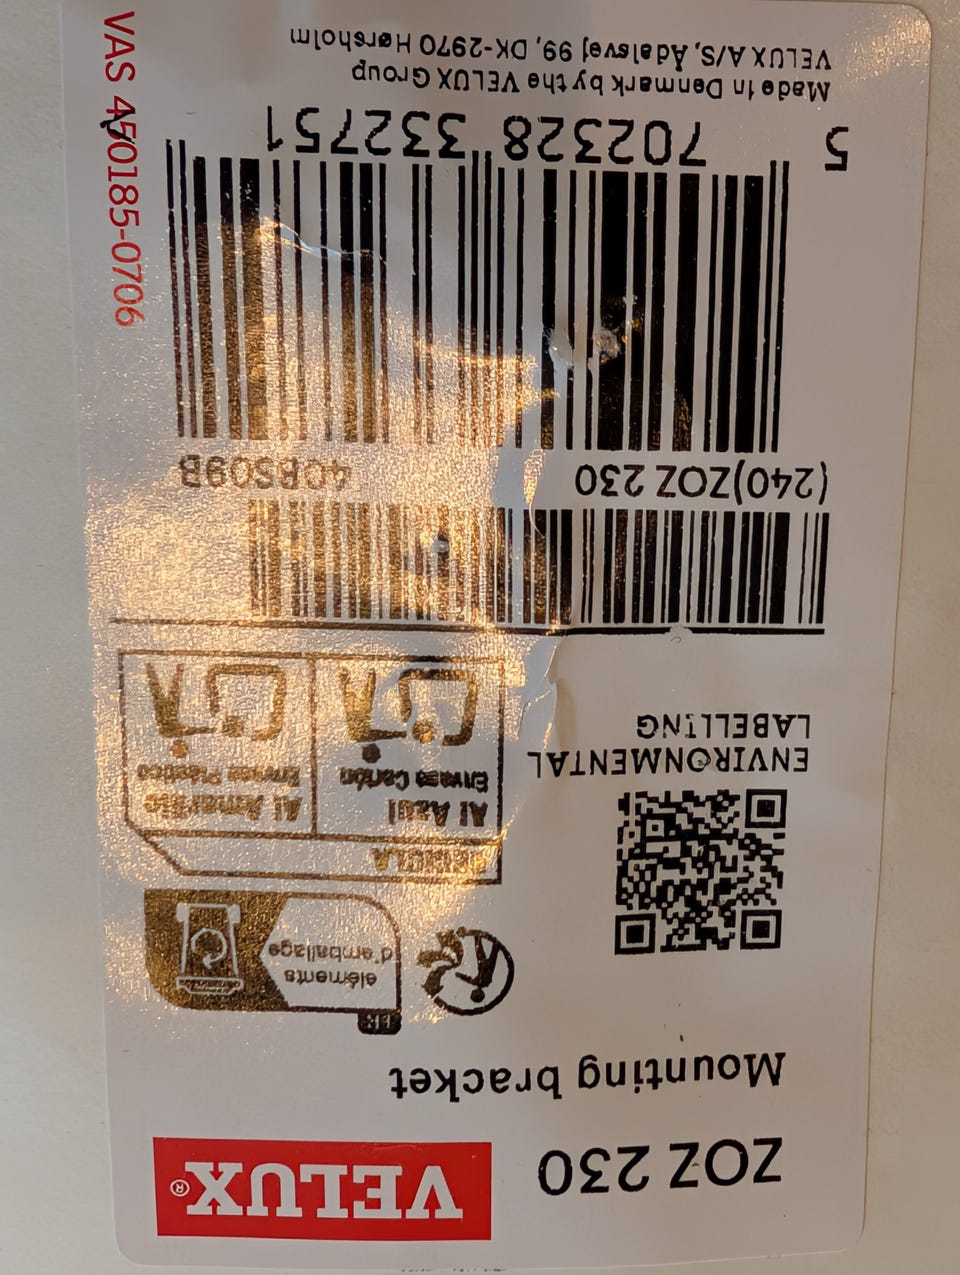 ZOZ 230
VELUX®
Mounting bracket
FR
éléments
d'emballage
RECICLA
Al Azul
Envase Cartón
Al Amarillo
Envase Plástico
ENVIRONMENTAL
LABELLING
(240)ZOZ 230
40BS09B
5 702328 332751
Made in Denmark by the VELUX Group
VELUX A/S, Ådalsvej 99, DK-2970 Hørsholm
VAS 450185-0706